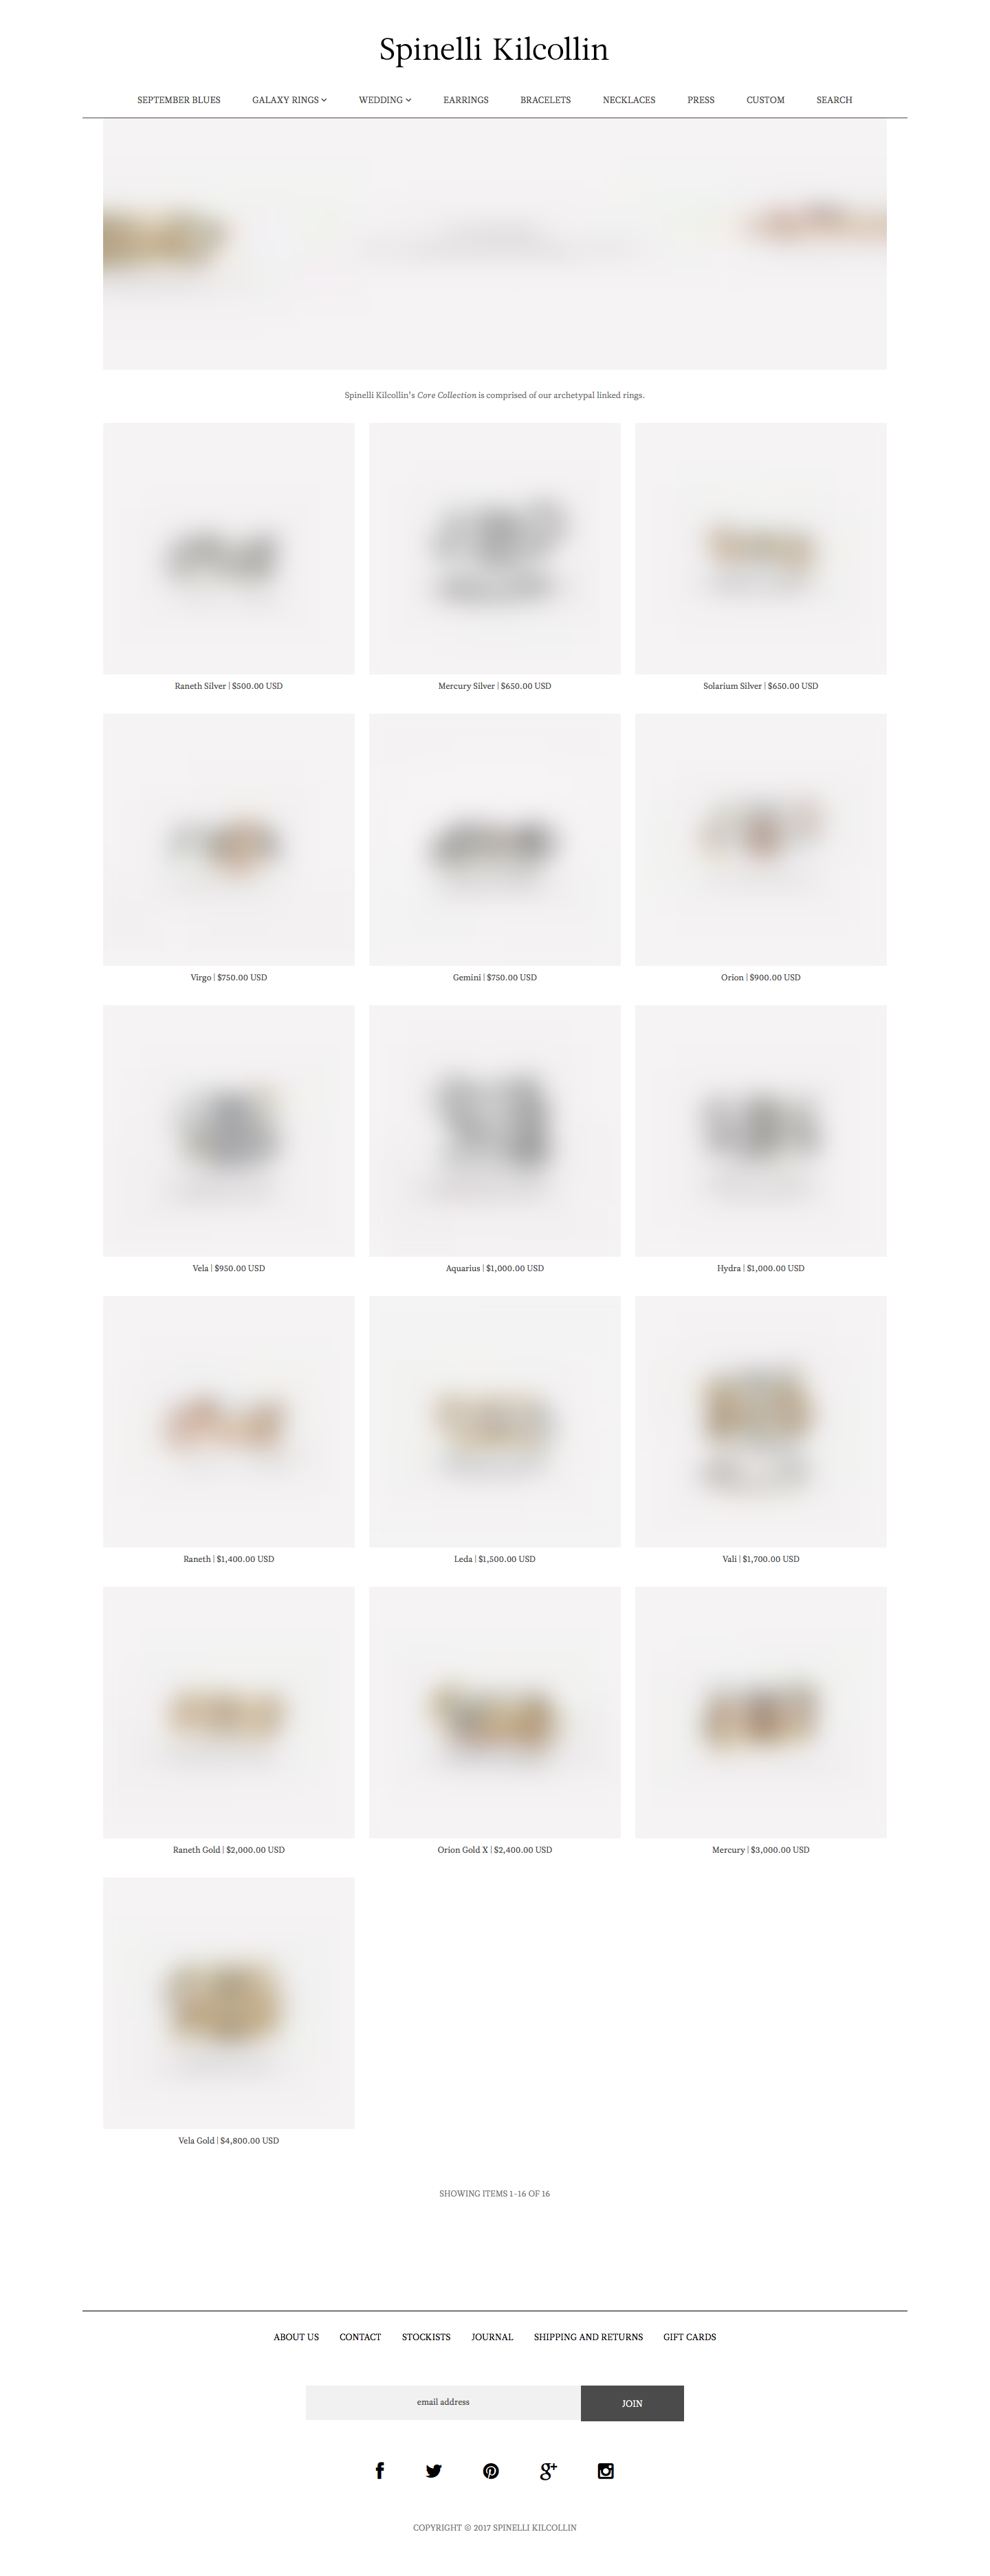 Spinelli Kilcollin
SEPTEMBER BLUES GALAXY RINGS WEDDING EARRINGS BRACELETS NECKLACES PRESS CUSTOM SEARCH
Spinelli Kilcollin's Core Collection is comprised of our archetypal linked rings.
Raneth Silver | $500.00 USD
Mercury Silver | $650.00 USD
Solarium Silver | $650.00 USD
Virgo | $750.00 USD
Gemini | $750.00 USD
Orion | $900.00 USD
Vela | $950.00 USD
Aquarius | $1,000.00 USD
Hydra | $1,000.00 USD
Raneth | $1,400.00 USD
Leda | $1,500.00 USD
Vali | $1,700.00 USD
Raneth Gold | $2,000.00 USD
Orion Gold X | $2,400.00 USD
Mercury | $3,000.00 USD
Vela Gold | $4,800.00 USD
SHOWING ITEMS 1-16 OF 16
ABOUT US CONTACT STOCKISTS JOURNAL SHIPPING AND RETURNS GIFT CARDS
email address JOIN
COPYRIGHT © 2017 SPINELLI KILCOLLIN